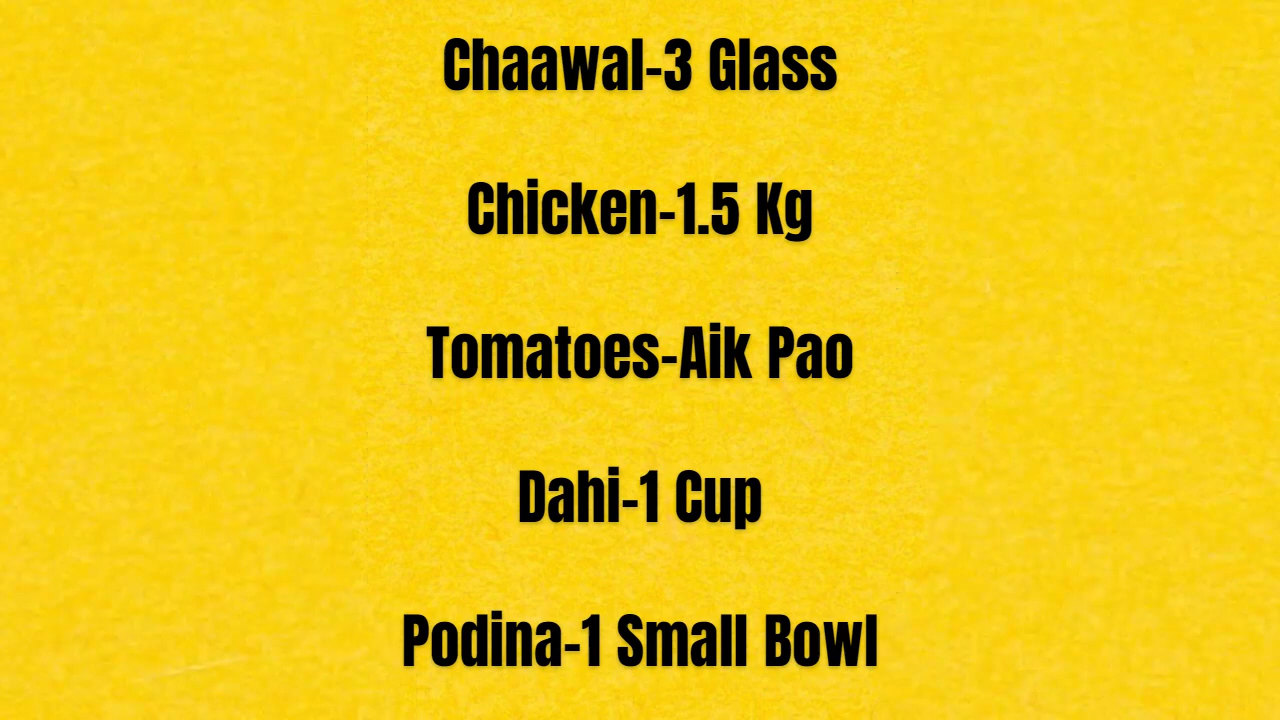 Chaawal-3 Glass
Chicken-1.5 Kg
Tomatoes-Aik Pao
Dahi-1 Cup
Podina-1 Small Bowl